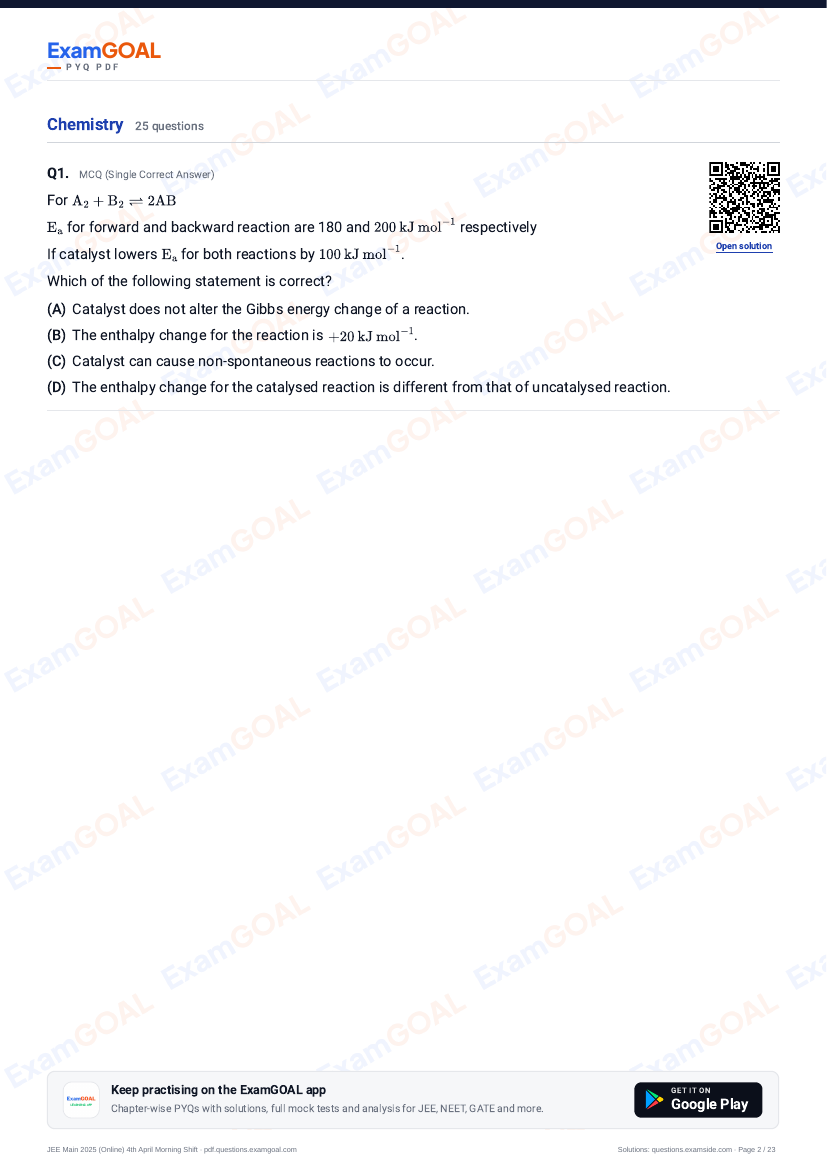 ExamGOAL
PYQ PDF
Chemistry 25 questions
Q1. MCQ (Single Correct Answer)
For A₂ + B₂ ⇌ 2AB
Eₐ for forward and backward reaction are 180 and 200 kJ mol⁻¹ respectively
If catalyst lowers Eₐ for both reactions by 100 kJ mol⁻¹.
Which of the following statement is correct?
(A) Catalyst does not alter the Gibbs energy change of a reaction.
(B) The enthalpy change for the reaction is +20 kJ mol⁻¹.
(C) Catalyst can cause non-spontaneous reactions to occur.
(D) The enthalpy change for the catalysed reaction is different from that of uncatalysed reaction.
Open solution
Keep practising on the ExamGOAL app
Chapter-wise PYQs with solutions, full mock tests and analysis for JEE, NEET, GATE and more.
GET IT ON
Google Play
JEE Main 2025 (Online) 4th April Morning Shift · pdf.questions.examgoal.com
Solutions: questions.examside.com · Page 2 / 23